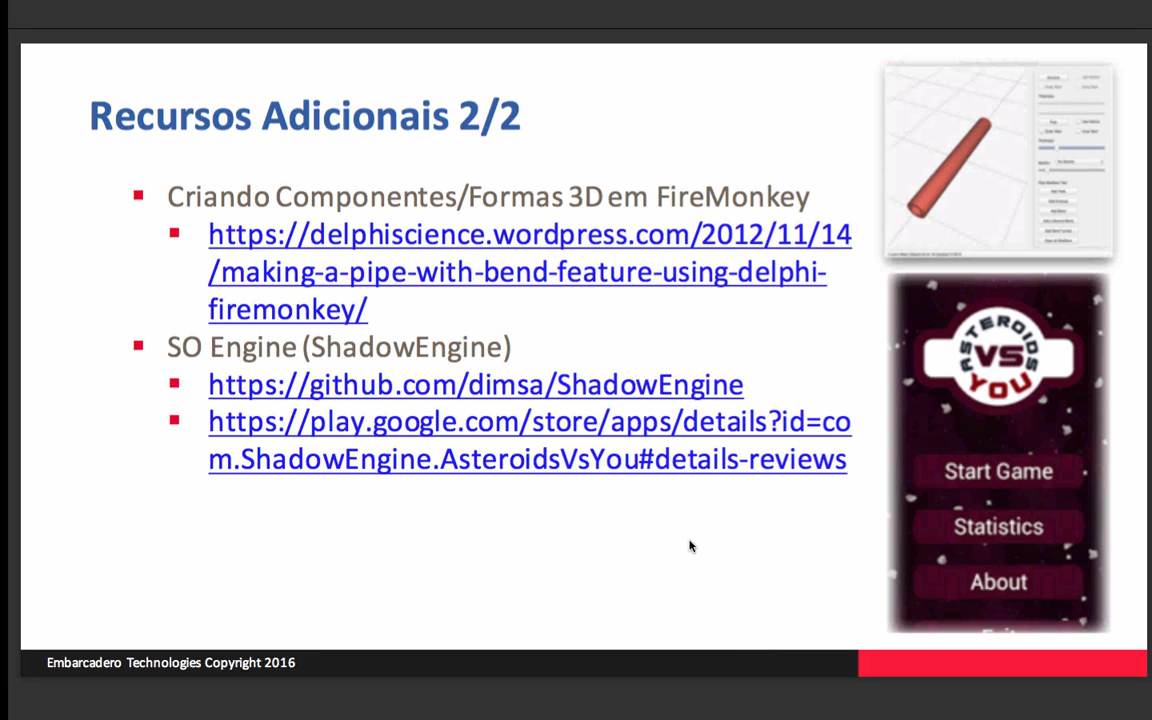 Recursos Adicionais 2/2
Criando Componentes/Formas 3D em FireMonkey
https://delphiscience.wordpress.com/2012/11/14
/making-a-pipe-with-bend-feature-using-delphi-
firemonkey/
SO Engine (ShadowEngine)
https://github.com/dimsa/ShadowEngine
https://play.google.com/store/apps/details?id=co
m.ShadowEngine.AsteroidsVsYou#details-reviews
ASTEROIDS
VS
YOU
Start Game
Statistics
About
Embarcadero Technologies Copyright 2016